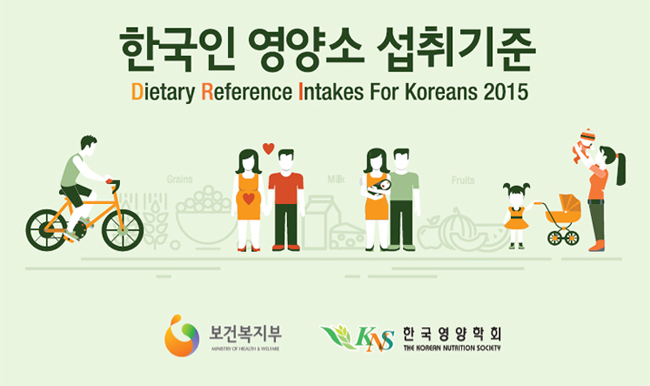 한국인 영양소 섭취기준
Dietary Reference Intakes For Koreans 2015
Grains
Milk
Fruits
보건복지부
MINISTRY OF HEALTH & WELFARE
KNS 한국영양학회
THE KOREAN NUTRITION SOCIETY